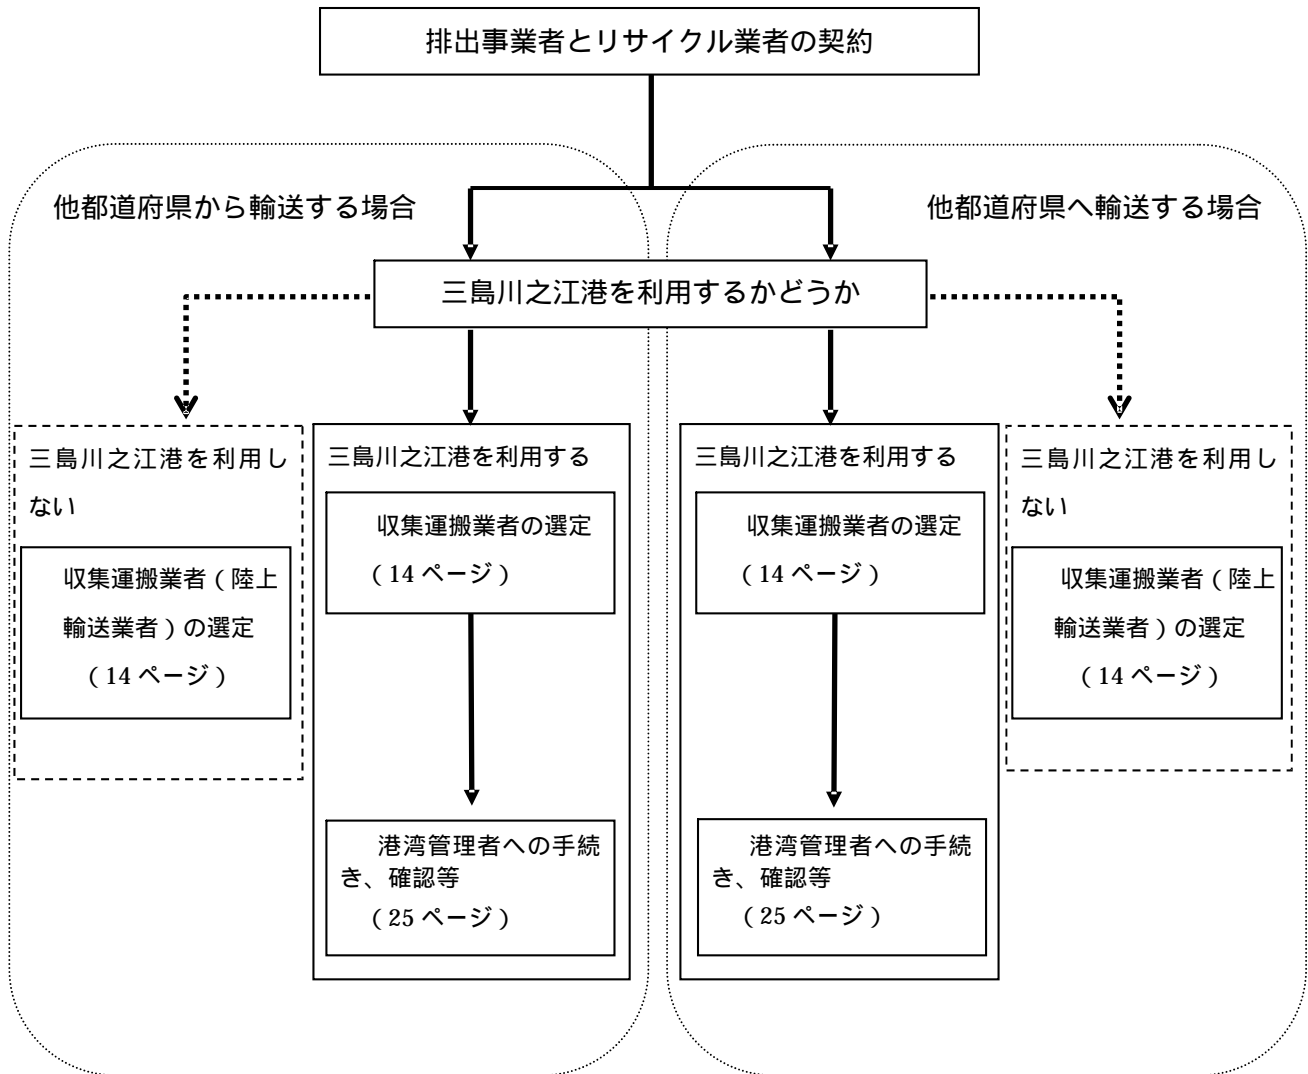 排出事業者とリサイクル業者の契約
他都道府県から輸送する場合
他都道府県へ輸送する場合
三島川之江港を利用するかどうか
三島川之江港を利用し
ない
収集運搬業者（陸上
輸送業者）の選定
（14 ページ）
三島川之江港を利用する
収集運搬業者の選定
（14 ページ）
港湾管理者への手続
き、確認等
（25 ページ）
三島川之江港を利用する
収集運搬業者の選定
（14 ページ）
港湾管理者への手続
き、確認等
（25 ページ）
三島川之江港を利用し
ない
収集運搬業者（陸上
輸送業者）の選定
（14 ページ）